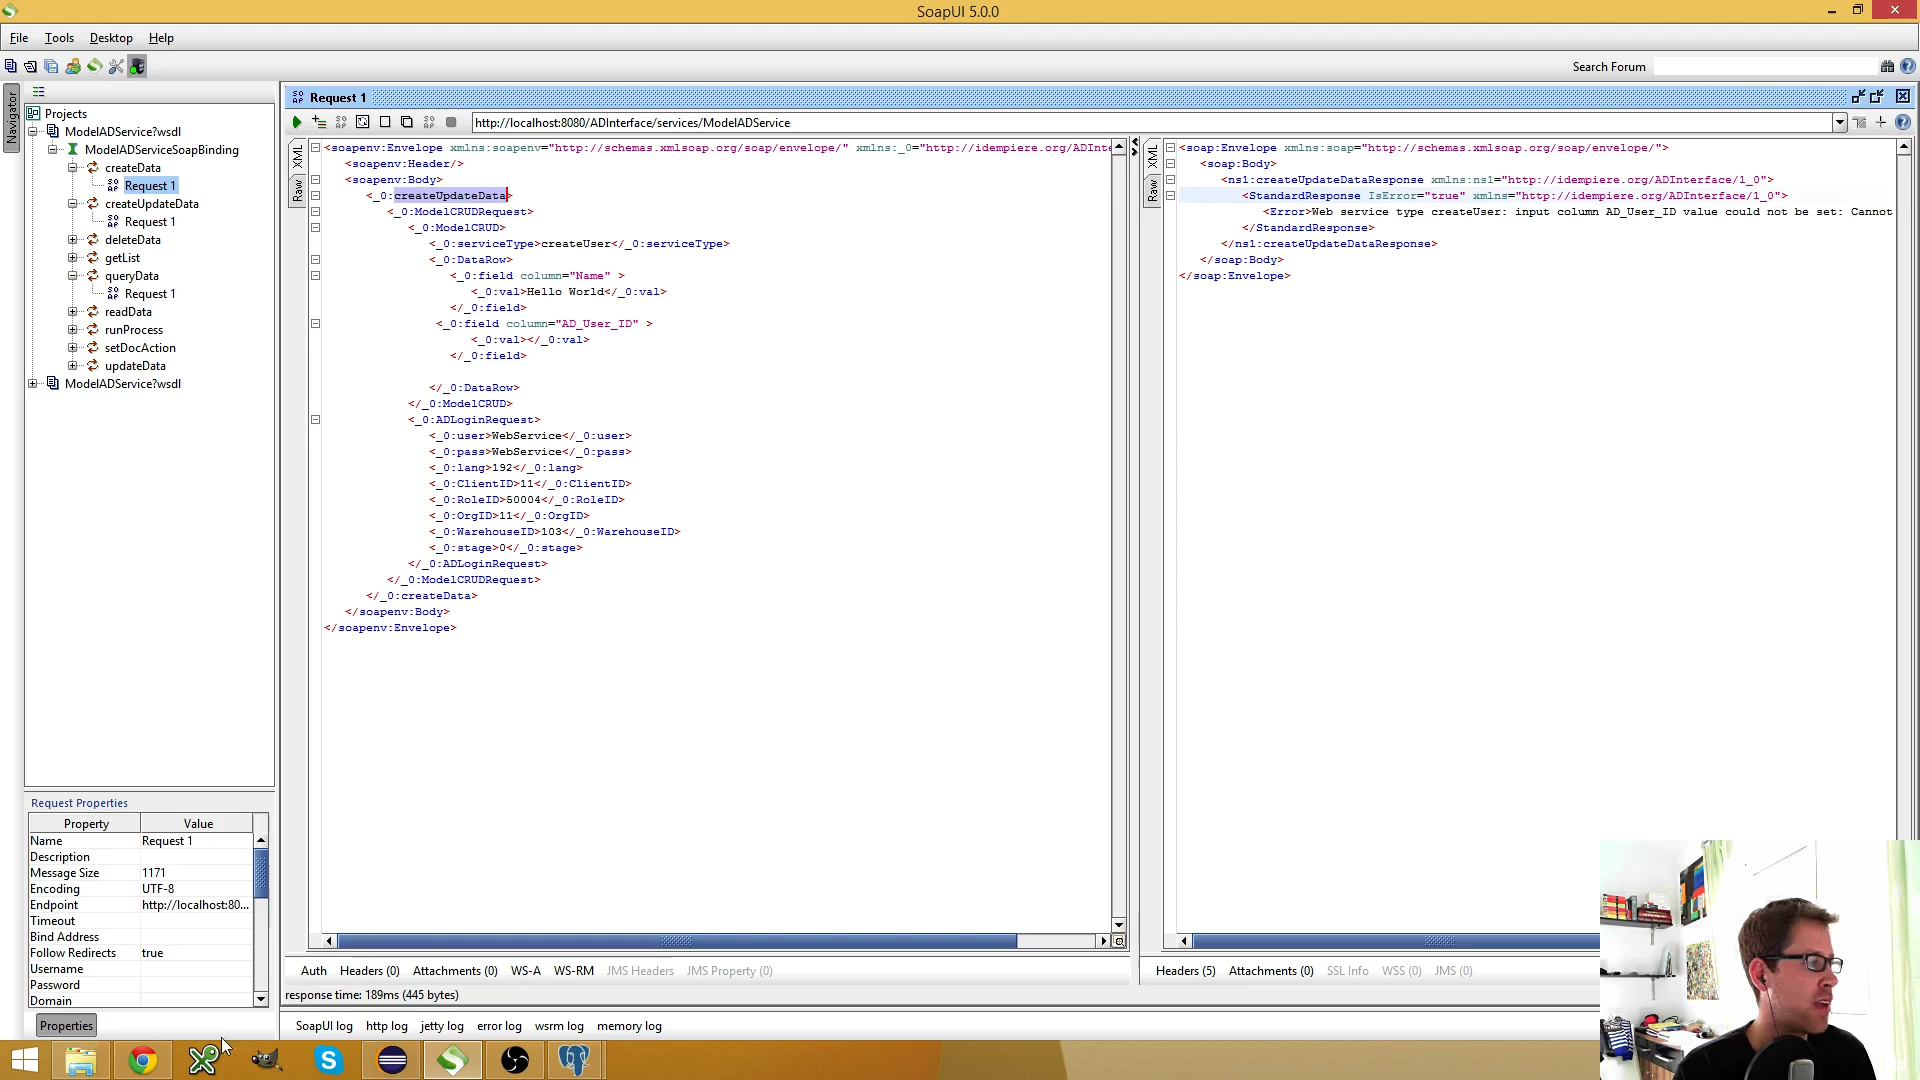 SoapUI 5.0.0
File Tools Desktop Help
Search Forum
Navigator
Projects
ModelADService?wsdl
ModelADServiceSoapBinding
createData
Request 1
createUpdateData
Request 1
deleteData
getList
queryData
Request 1
readData
runProcess
setDocAction
updateData
ModelADService?wsdl
Request Properties
Property Value
Name Request 1
Description
Message Size 1171
Encoding UTF-8
Endpoint http://localhost:80...
Timeout
Bind Address
Follow Redirects true
Username
Password
Domain
Properties
Request 1
http://localhost:8080/ADInterface/services/ModelADService
XML
Raw
<soapenv:Envelope xmlns:soapenv="http://schemas.xmlsoap.org/soap/envelope/" xmlns:_0="http://idempiere.org/ADInte
<soapenv:Header/>
<soapenv:Body>
<_0:createUpdateData>
<_0:ModelCRUDRequest>
<_0:ModelCRUD>
<_0:serviceType>createUser</_0:serviceType>
<_0:DataRow>
<_0:field column="Name" >
<_0:val>Hello World</_0:val>
</_0:field>
<_0:field column="AD_User_ID" >
<_0:val></_0:val>
</_0:field>
</_0:DataRow>
</_0:ModelCRUD>
<_0:ADLoginRequest>
<_0:user>WebService</_0:user>
<_0:pass>WebService</_0:pass>
<_0:lang>192</_0:lang>
<_0:ClientID>11</_0:ClientID>
<_0:RoleID>50004</_0:RoleID>
<_0:OrgID>11</_0:OrgID>
<_0:WarehouseID>103</_0:WarehouseID>
<_0:stage>0</_0:stage>
</_0:ADLoginRequest>
</_0:ModelCRUDRequest>
</_0:createData>
</soapenv:Body>
</soapenv:Envelope>
XML
Raw
<soap:Envelope xmlns:soap="http://schemas.xmlsoap.org/soap/envelope/">
<soap:Body>
<ns1:createUpdateDataResponse xmlns:ns1="http://idempiere.org/ADInterface/1_0">
<StandardResponse IsError="true" xmlns="http://idempiere.org/ADInterface/1_0">
<Error>Web service type createUser: input column AD_User_ID value could not be set: Cannot
</StandardResponse>
</ns1:createUpdateDataResponse>
</soap:Body>
</soap:Envelope>
Auth Headers (0) Attachments (0) WS-A WS-RM JMS Headers JMS Property (0)
Headers (5) Attachments (0) SSL Info WSS (0) JMS (0)
response time: 189ms (445 bytes)
SoapUI log http log jetty log error log wsrm log memory log